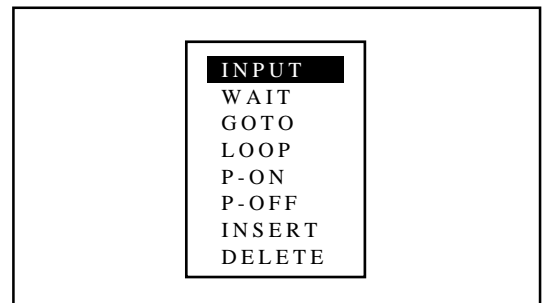 INPUT
WAIT
GOTO
LOOP
P-ON
P-OFF
INSERT
DELETE